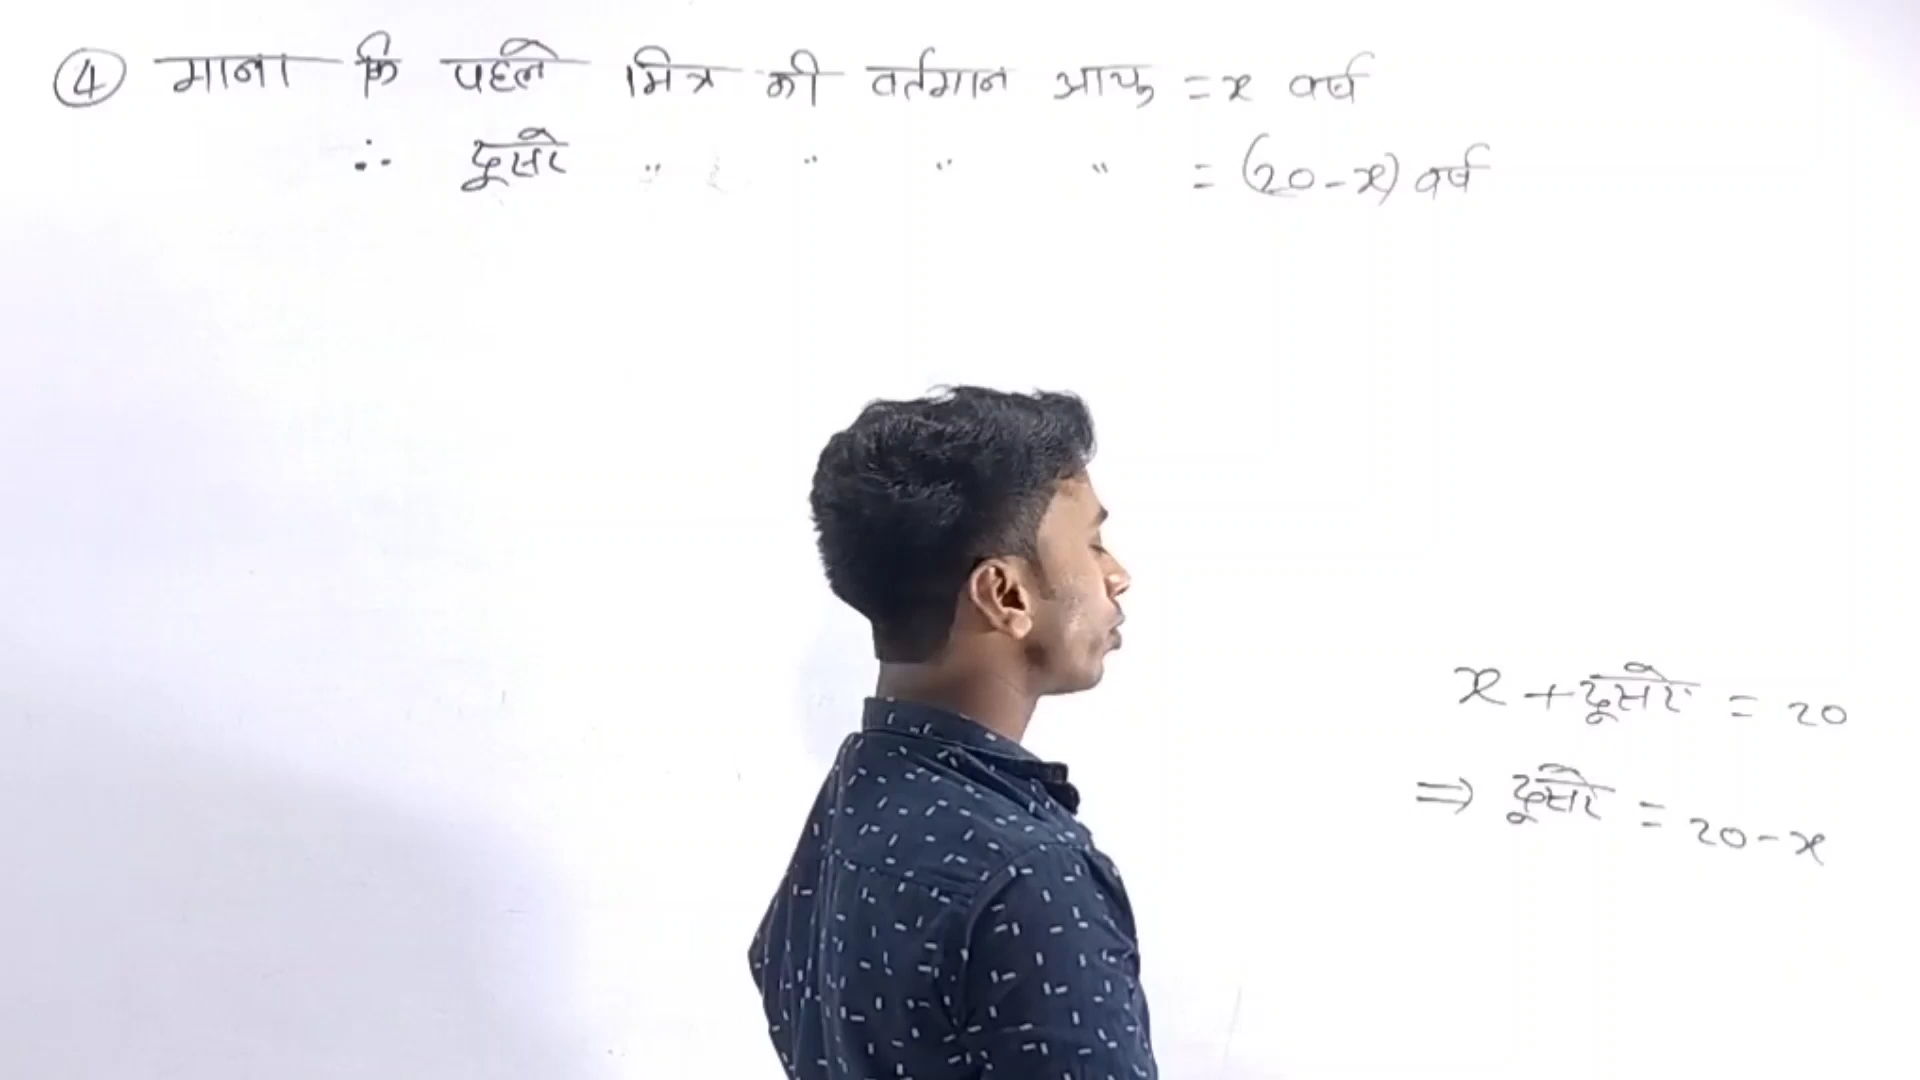 ④ माना कि पहले मित्र की वर्तमान आयु = x वर्ष
∴ दूसरे " " " " = (20 - x) वर्ष
x + दूसरे = 20
⇒ दूसरे = 20 - x